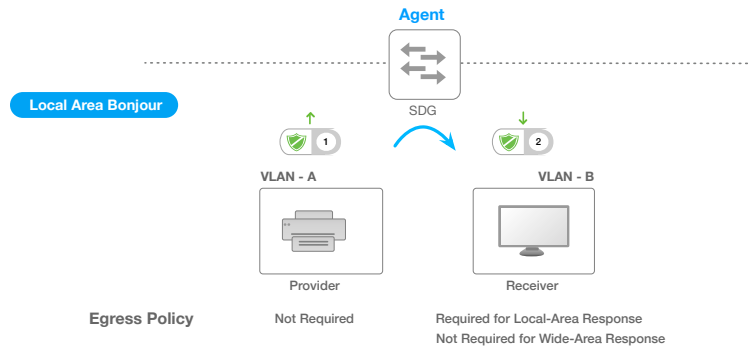 Agent
SDG
Local Area Bonjour
1
2
VLAN - A
VLAN - B
Provider
Receiver
Egress Policy
Not Required
Required for Local-Area Response
Not Required for Wide-Area Response